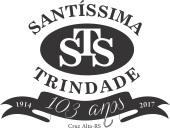 SANTÍSSIMA
STS
TRINDADE
1914 103 anos 2017
Cruz Alta-RS